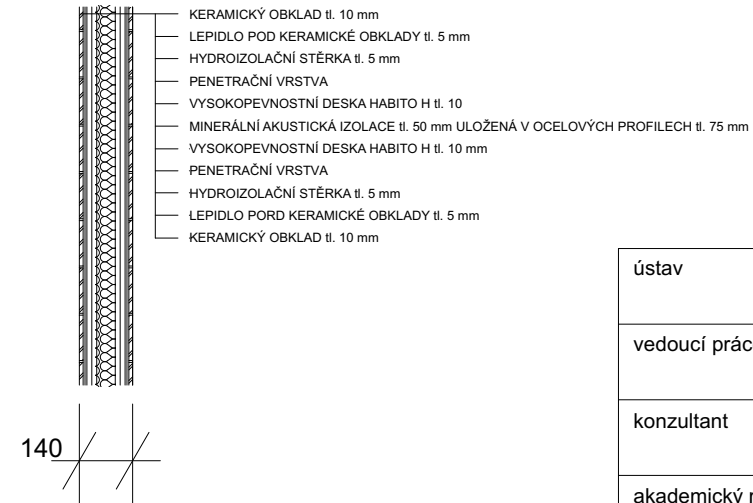 KERAMICKÝ OBKLAD tl. 10 mm
LEPIDLO POD KERAMICKÉ OBKLADY tl. 5 mm
HYDROIZOLAČNÍ STĚRKA tl. 5 mm
PENETRAČNÍ VRSTVA
VYSOKOPEVNOSTNÍ DESKA HABITO H tl. 10
MINERÁLNÍ AKUSTICKÁ IZOLACE tl. 50 mm ULOŽENÁ V OCELOVÝCH PROFILECH tl. 75 mm
VYSOKOPEVNOSTNÍ DESKA HABITO H tl. 10 mm
PENETRAČNÍ VRSTVA
HYDROIZOLAČNÍ STĚRKA tl. 5 mm
LEPIDLO PORD KERAMICKÉ OBKLADY tl. 5 mm
KERAMICKÝ OBKLAD tl. 10 mm
140
ústav
vedoucí
konzultant
akademický